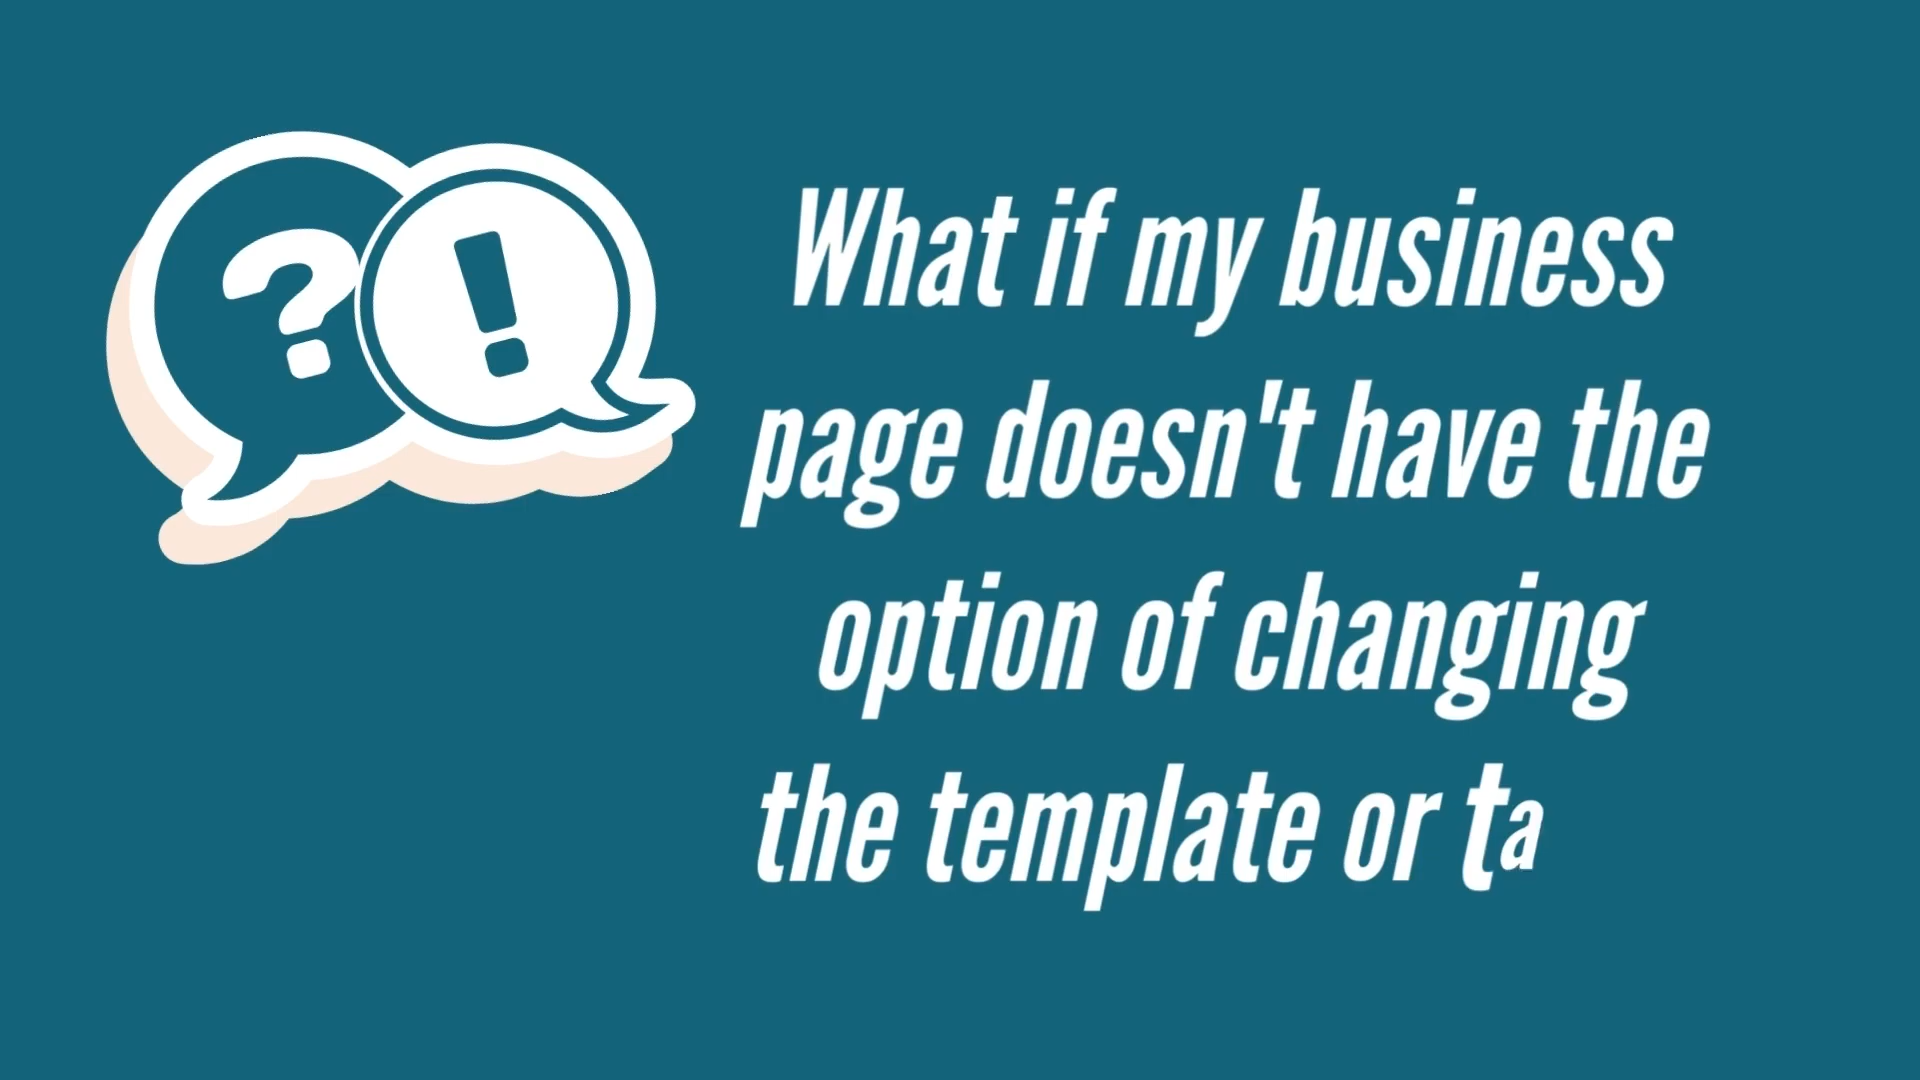 What if my business
page doesn't have the
option of changing
the template or ta